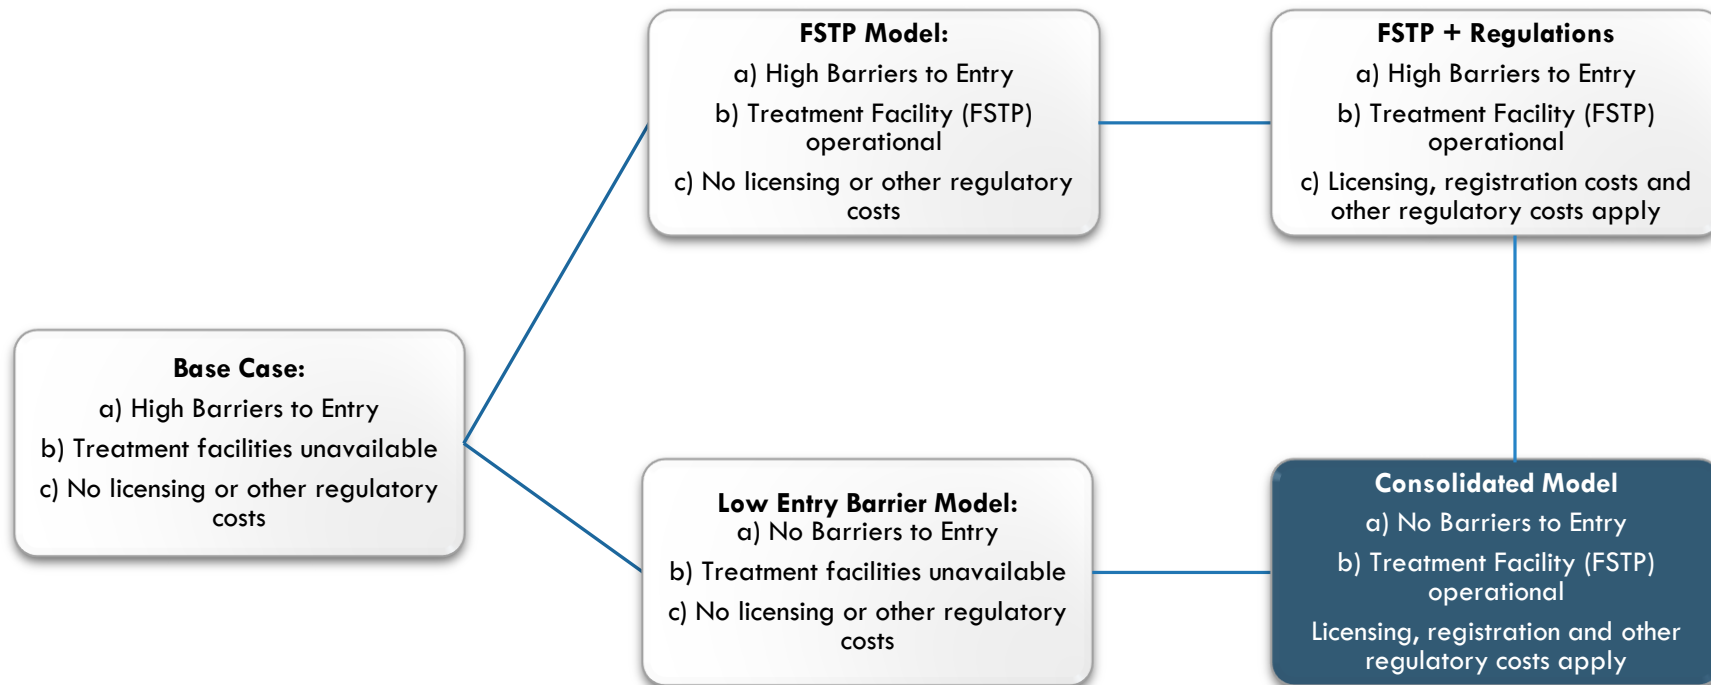 FSTP Model:
a) High Barriers to Entry
b) Treatment Facility (FSTP)
operational
c) No licensing or other regulatory
costs
FSTP + Regulations
a) High Barriers to Entry
b) Treatment Facility (FSTP)
operational
c) Licensing, registration costs and
other regulatory costs apply
Base Case:
a) High Barriers to Entry
b) Treatment facilities unavailable
c) No licensing or other regulatory
costs
Low Entry Barrier Model:
a) No Barriers to Entry
b) Treatment facilities unavailable
c) No licensing or other regulatory
costs
Consolidated Model
a) No Barriers to Entry
b) Treatment Facility (FSTP)
operational
Licensing, registration and other
regulatory costs apply